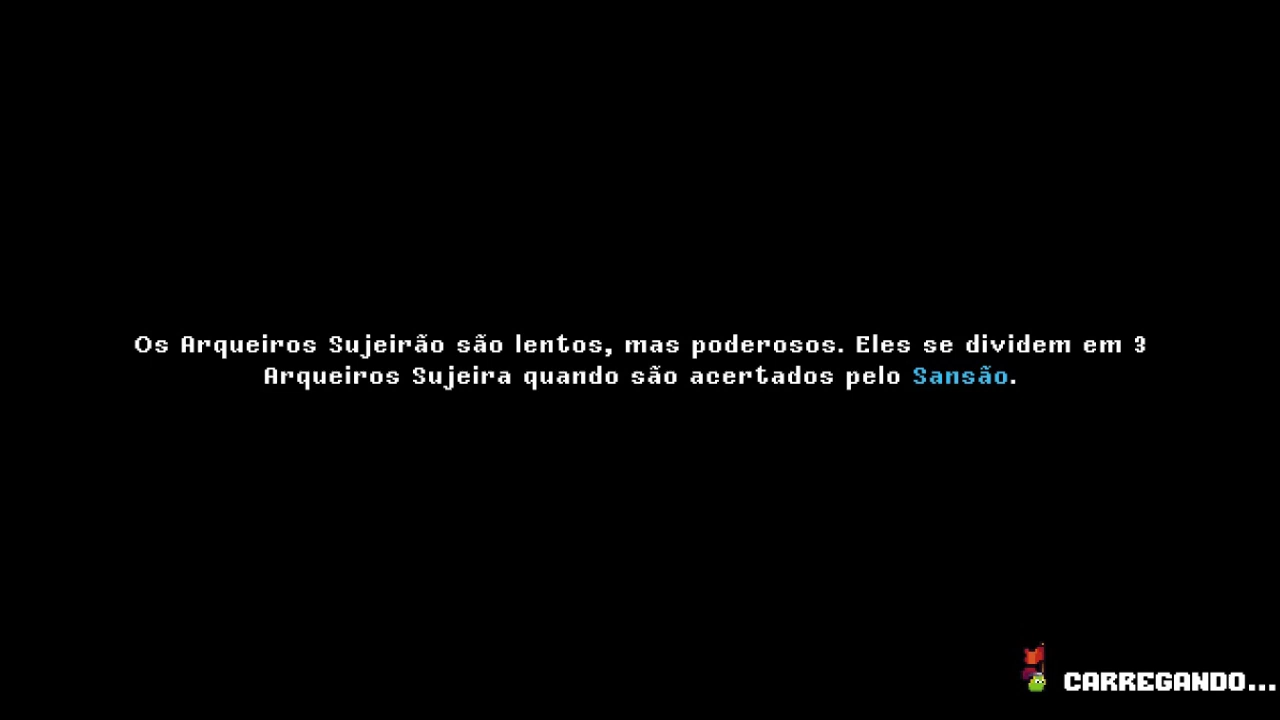 Os Arqueiros Sujeirão são lentos, mas poderosos. Eles se dividem em 3
Arqueiros Sujeira quando são acertados pelo Sansão.
CARREGANDO...